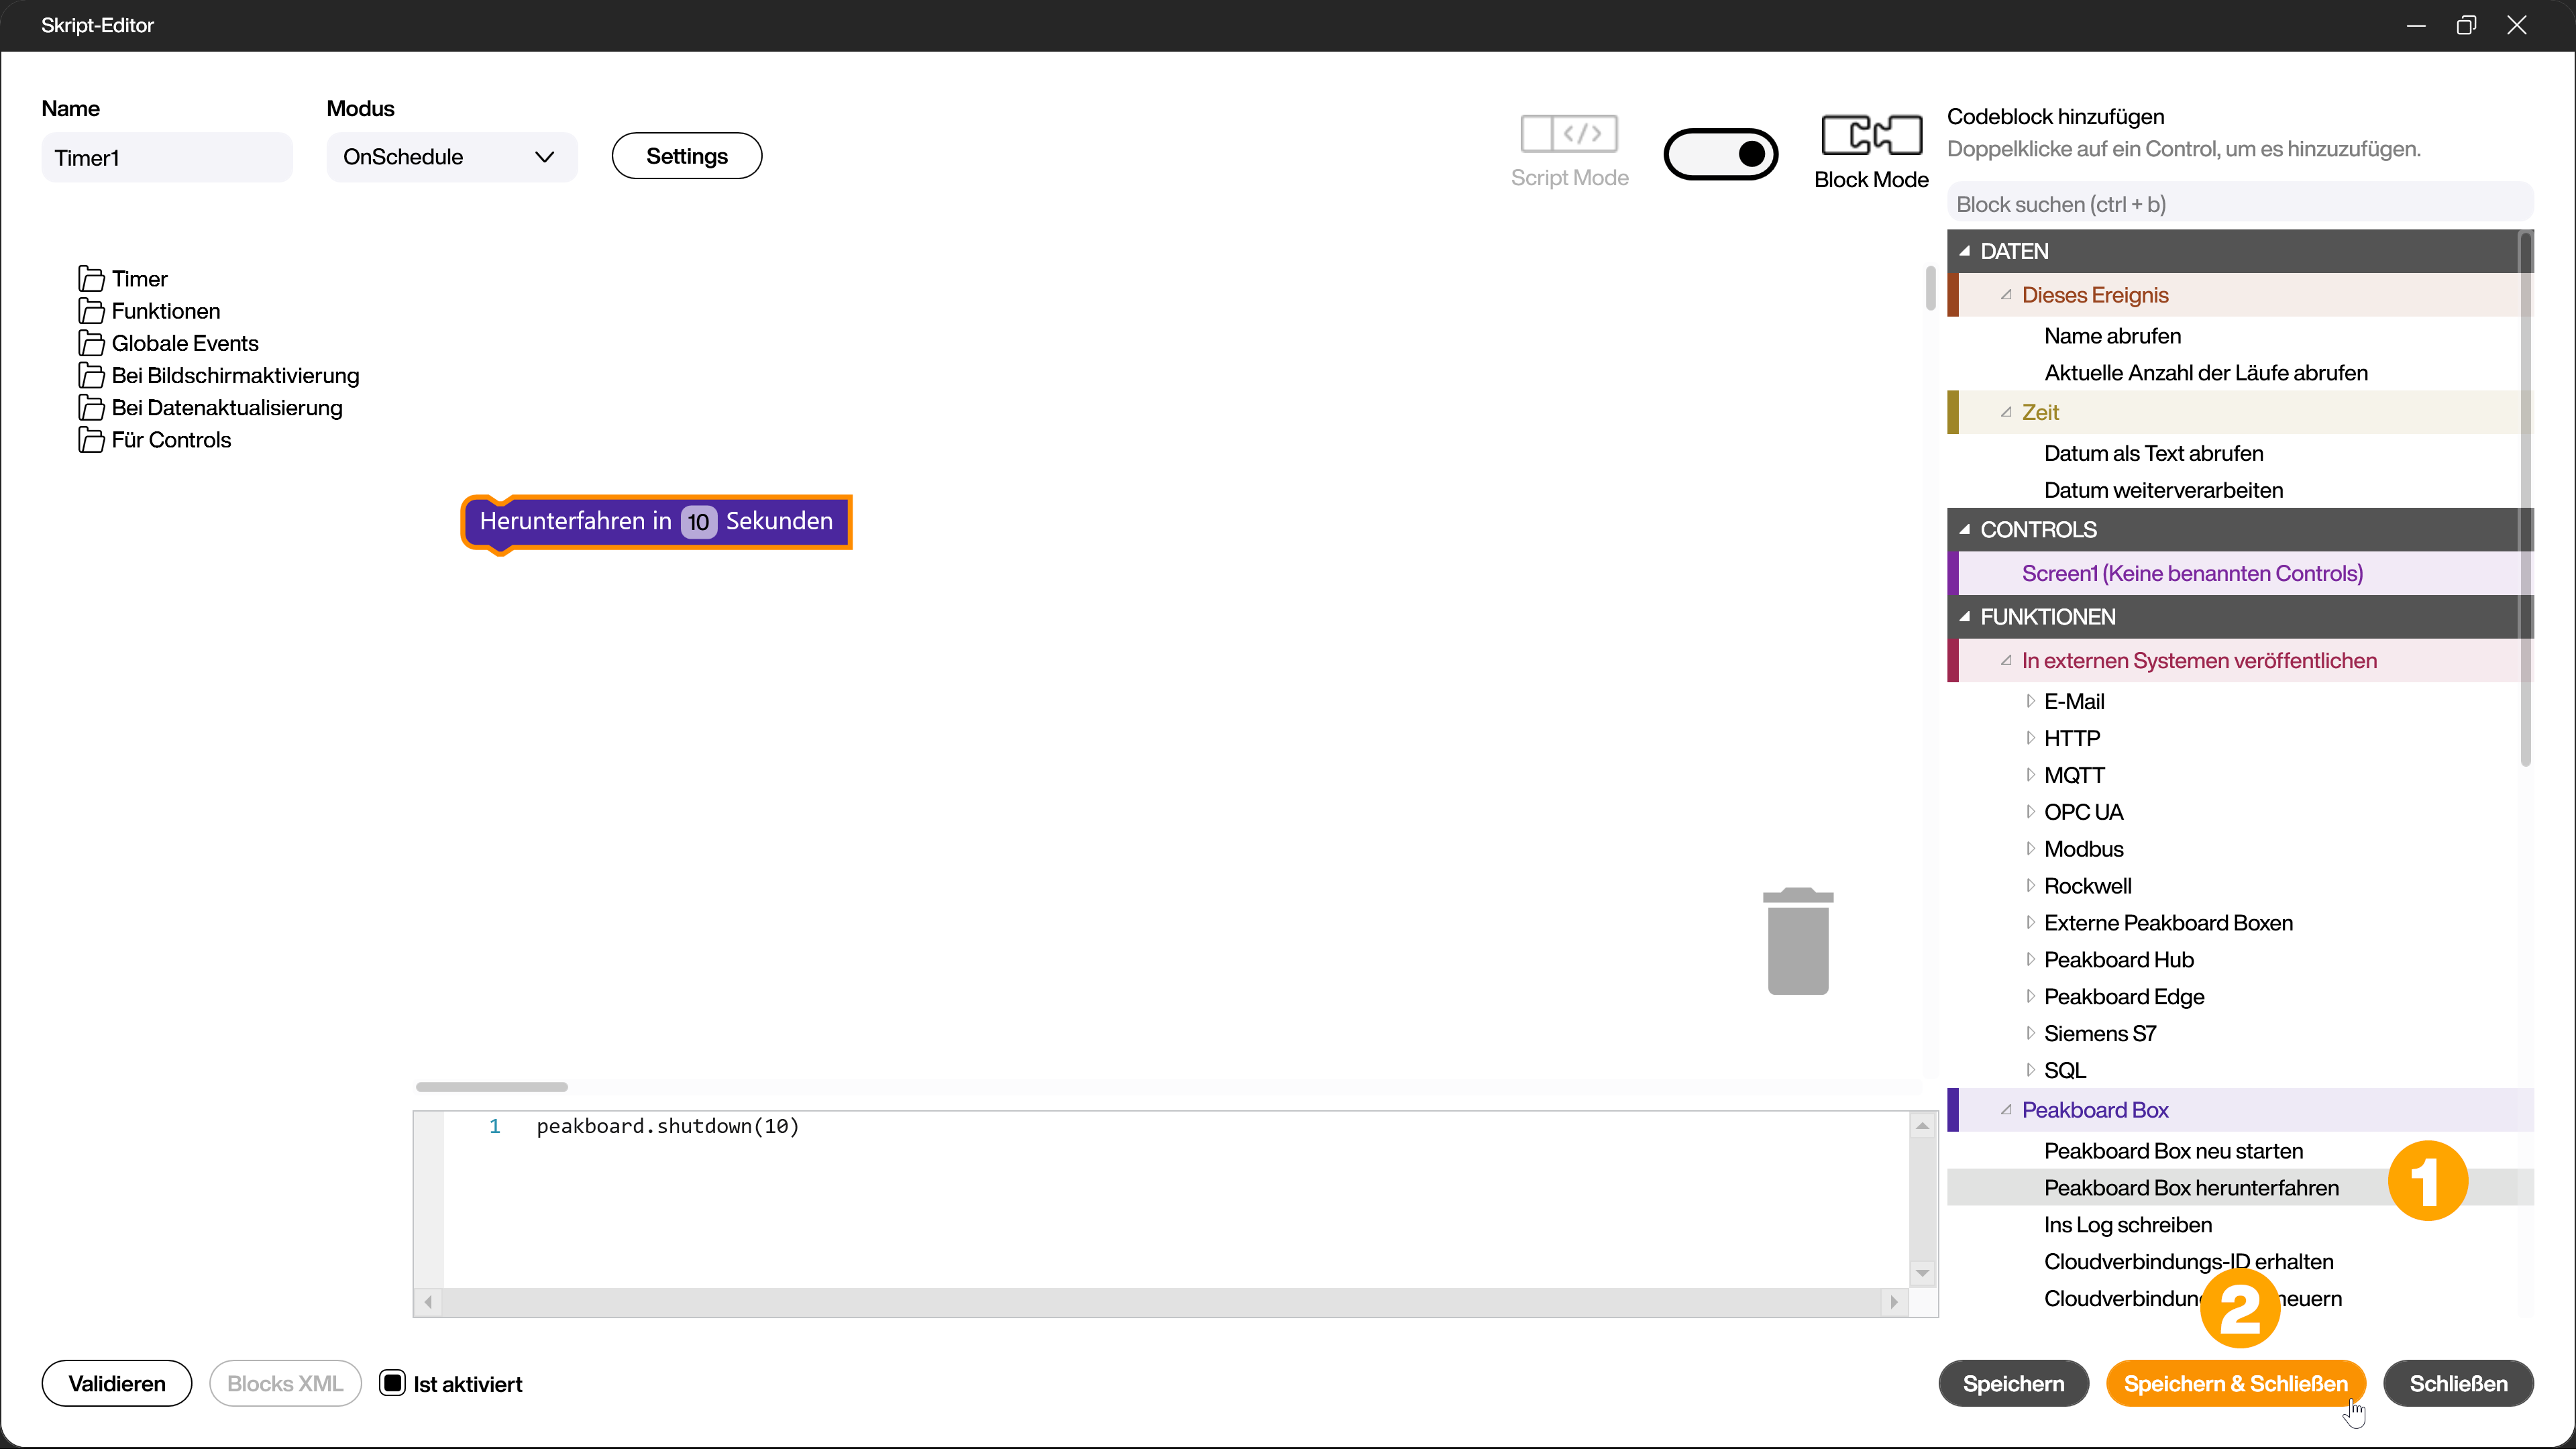 Skript-Editor
Name
Modus
Timer1
OnSchedule
Settings
Script Mode
Block Mode
Codeblock hinzufügen
Doppelklicke auf ein Control, um es hinzuzufügen.
Block suchen (ctrl + b)
Timer
Funktionen
Globale Events
Bei Bildschirmaktivierung
Bei Datenaktualisierung
Für Controls
Herunterfahren in 10 Sekunden
1 peakboard.shutdown(10)
DATEN
Dieses Ereignis
Name abrufen
Aktuelle Anzahl der Läufe abrufen
Zeit
Datum als Text abrufen
Datum weiterverarbeiten
CONTROLS
Screen1 (Keine benannten Controls)
FUNKTIONEN
In externen Systemen veröffentlichen
E-Mail
HTTP
MQTT
OPC UA
Modbus
Rockwell
Externe Peakboard Boxen
Peakboard Hub
Peakboard Edge
Siemens S7
SQL
Peakboard Box
Peakboard Box neu starten
Peakboard Box herunterfahren
1
Ins Log schreiben
Cloudverbindungs-ID erhalten
2
Validieren
Blocks XML
Ist aktiviert
Speichern
Speichern & Schließen
Schließen